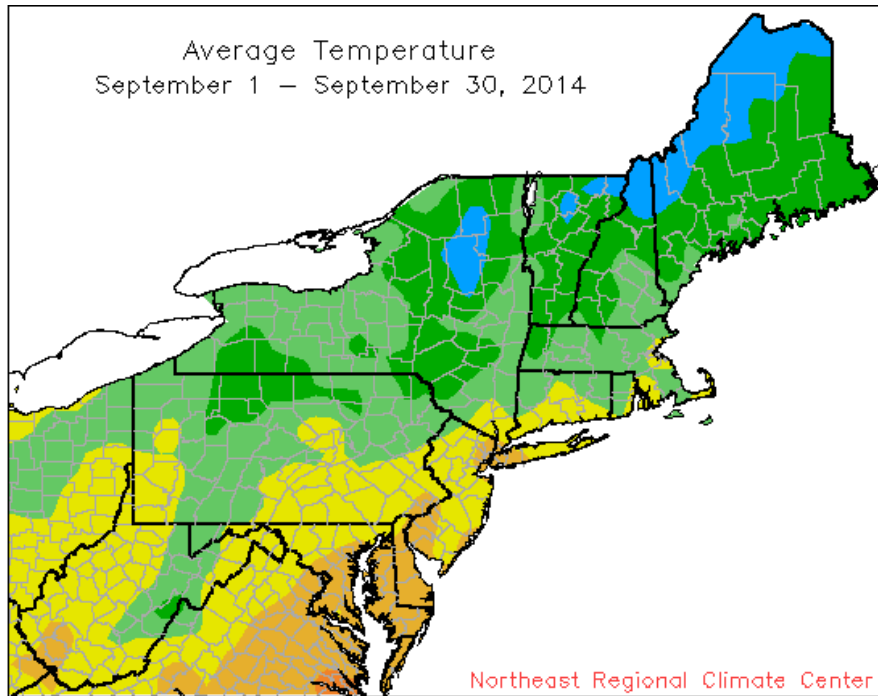 Average Temperature
September 1 – September 30, 2014
Northeast Regional Climate Center